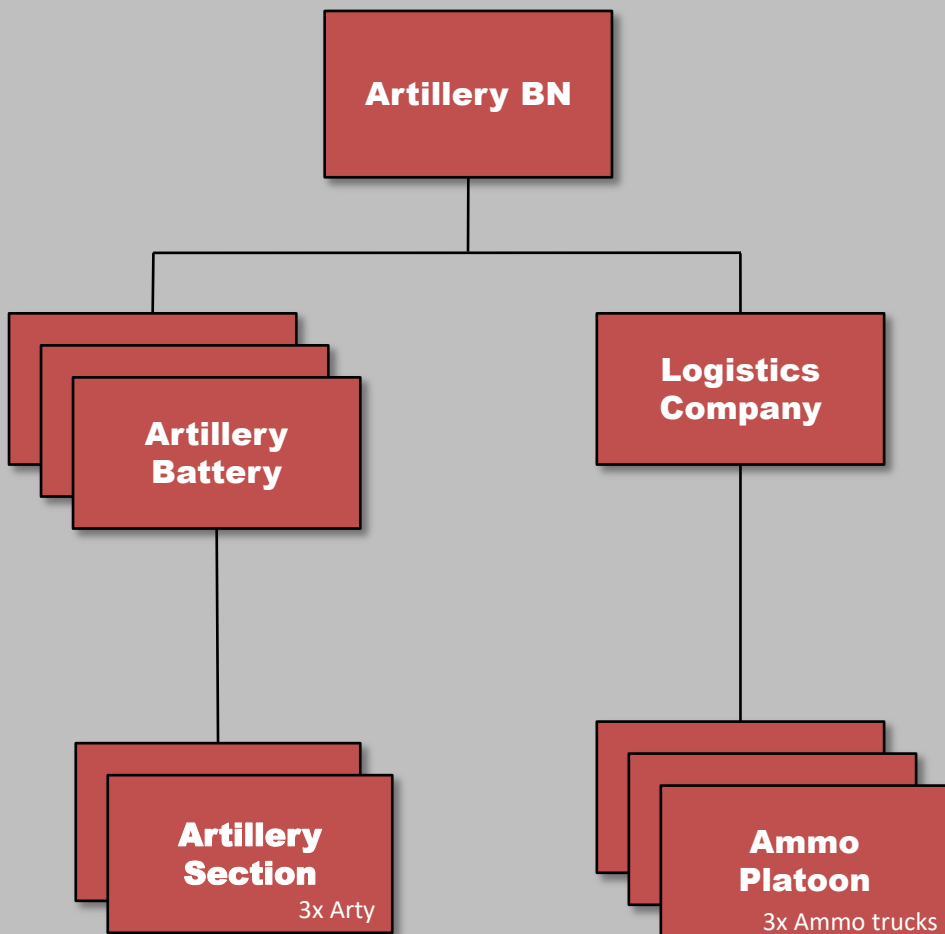 Artillery BN
Artillery
Battery
Logistics
Company
Artillery
Section
3x Arty
Ammo
Platoon
3x Ammo trucks